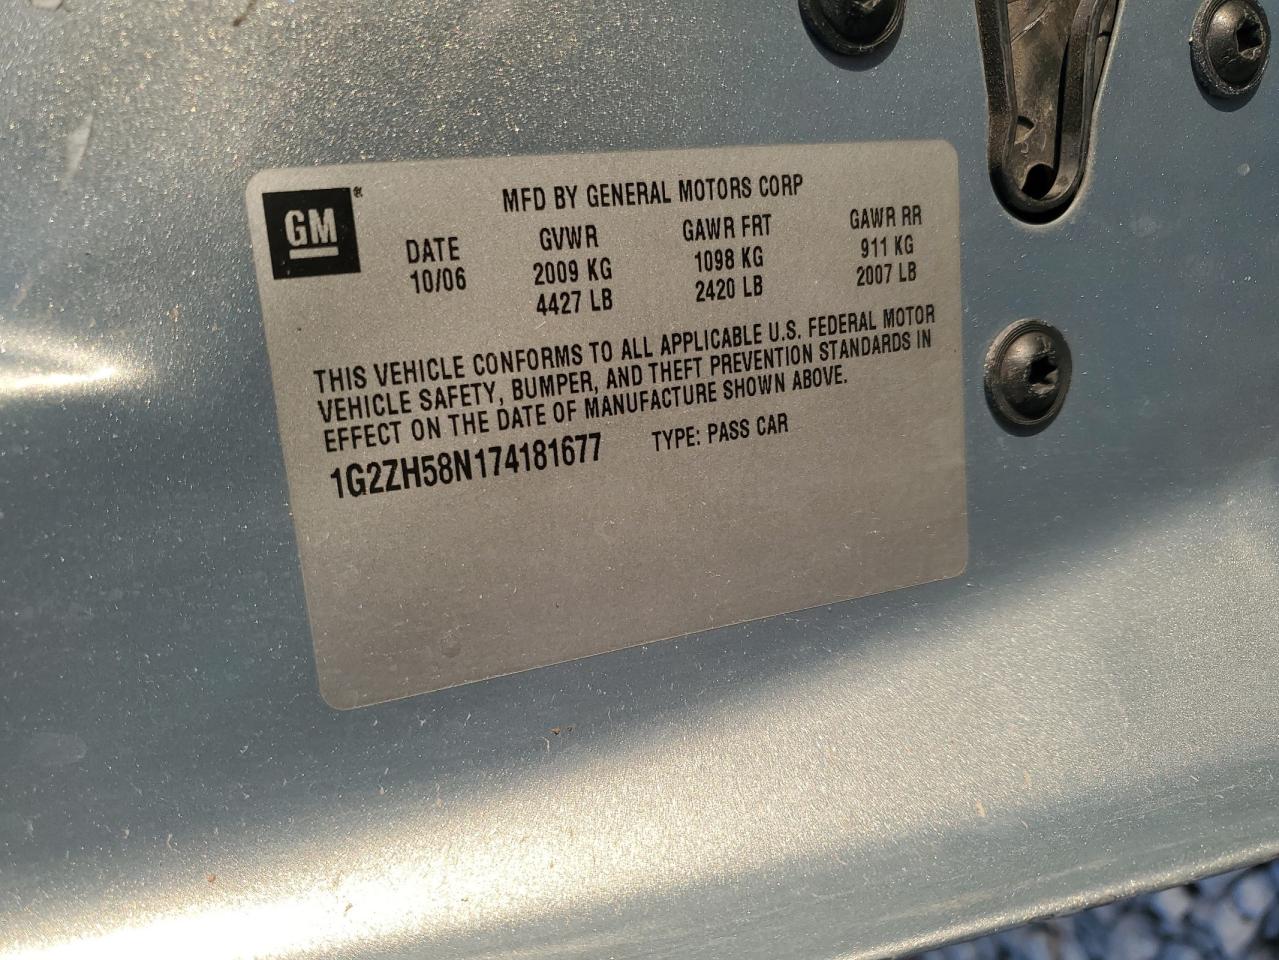 GM®
MFD BY GENERAL MOTORS CORP
DATE GVWR GAWR FRT GAWR RR
10/06 2009 KG 1098 KG 911 KG
4427 LB 2420 LB 2007 LB
THIS VEHICLE CONFORMS TO ALL APPLICABLE U.S. FEDERAL MOTOR
VEHICLE SAFETY, BUMPER, AND THEFT PREVENTION STANDARDS IN
EFFECT ON THE DATE OF MANUFACTURE SHOWN ABOVE.
1G2ZH58N174181677 TYPE: PASS CAR